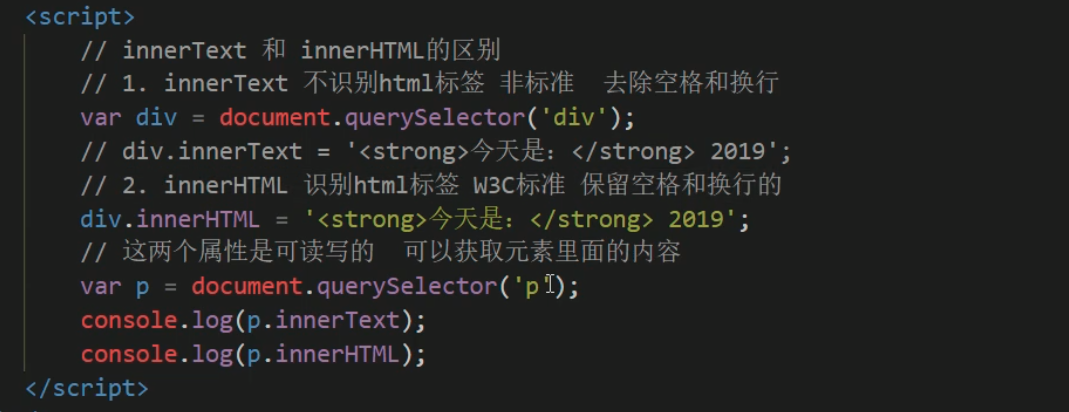 <script>
// innerText 和 innerHTML的区别
// 1. innerText 不识别html标签 非标准  去除空格和换行
var div = document.querySelector('div');
// div.innerText = '<strong>今天是：</strong> 2019';
// 2. innerHTML 识别html标签 W3C标准 保留空格和换行的
div.innerHTML = '<strong>今天是：</strong> 2019';
// 这两个属性是可读写的  可以获取元素里面的内容
var p = document.querySelector('p');
console.log(p.innerText);
console.log(p.innerHTML);
</script>